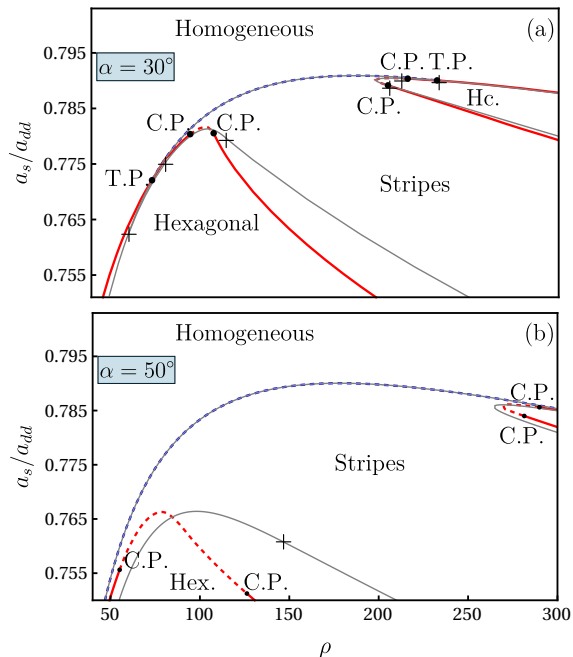 Homogeneous
(a)
0.795
α = 30°
C.P.
T.P.
0.785
C.P.
Hc.
C.P.
C.P.
a_s/a_dd
0.775
T.P.
Stripes
Hexagonal
0.765
0.755
Homogeneous
(b)
0.795
α = 50°
C.P.
0.785
C.P.
a_s/a_dd
0.775
Stripes
0.765
C.P.
0.755
Hex.
C.P.
50 100 150 200 250 300
ρ